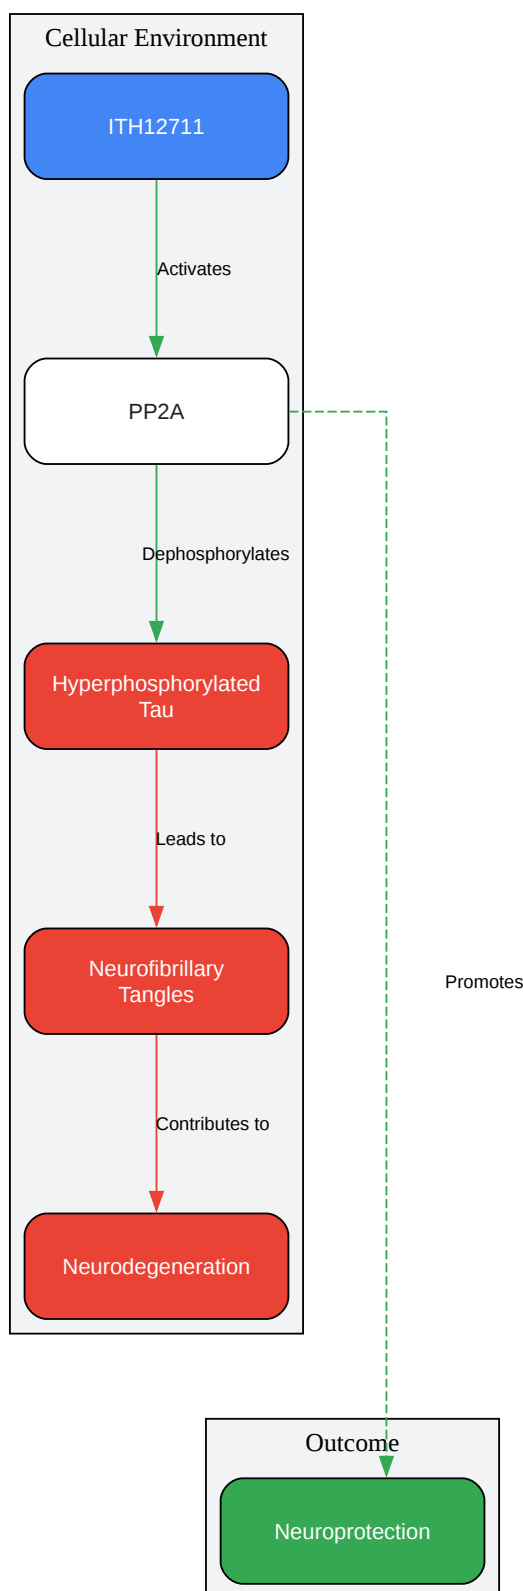 Cellular Environment
ITH12711
Activates
PP2A
Dephosphorylates
Hyperphosphorylated
Tau
Leads to
Neurofibrillary
Tangles
Promotes
Contributes to
Neurodegeneration
Outcome
Neuroprotection